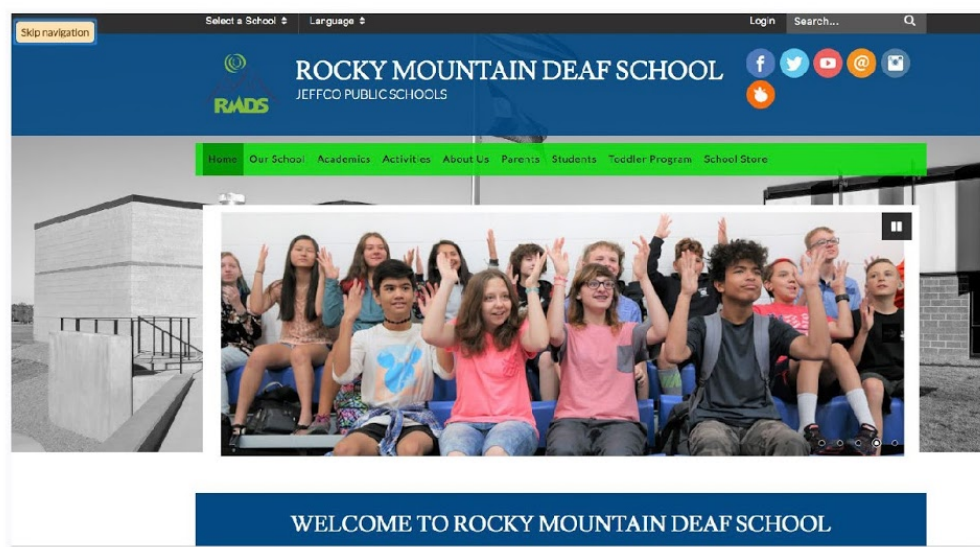 Select a School Language Login Search...
Skip navigation
ROCKY MOUNTAIN DEAF SCHOOL
JEFFCO PUBLIC SCHOOLS
RMDS
Home Our School Academics Activities About Us Parents Students Toddler Program School Store
WELCOME TO ROCKY MOUNTAIN DEAF SCHOOL